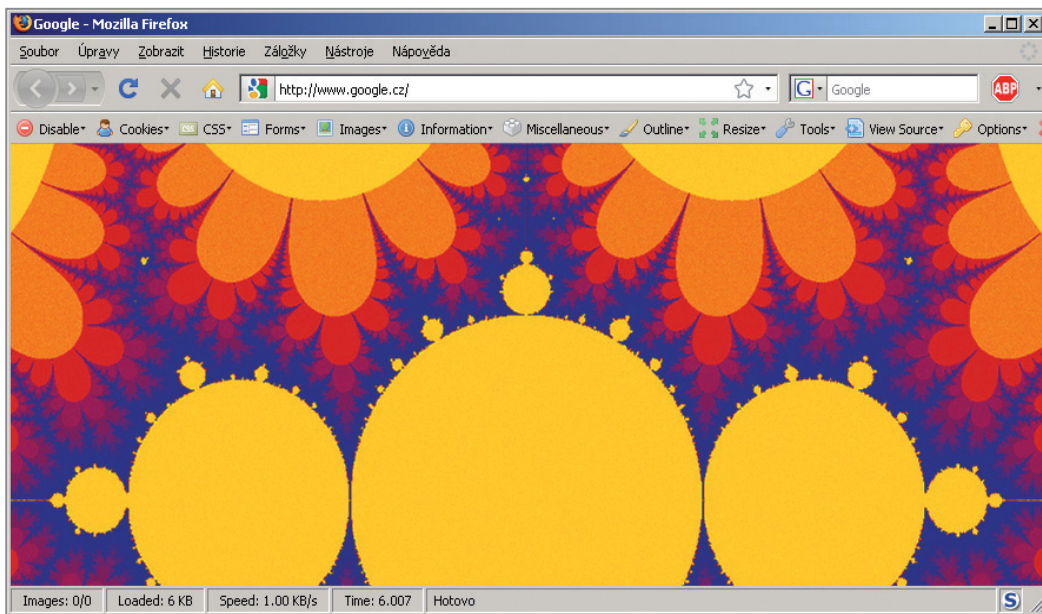 Google - Mozilla Firefox
Soubor Úpravy Zobrazit Historie Záložky Nástroje Nápověda
http://www.google.cz/ G Google ABP
Disable Cookies CSS Forms Images Information Miscellaneous Outline Resize Tools View Source Options
Images: 0/0 Loaded: 6 KB Speed: 1.00 KB/s Time: 6.007 Hotovo S